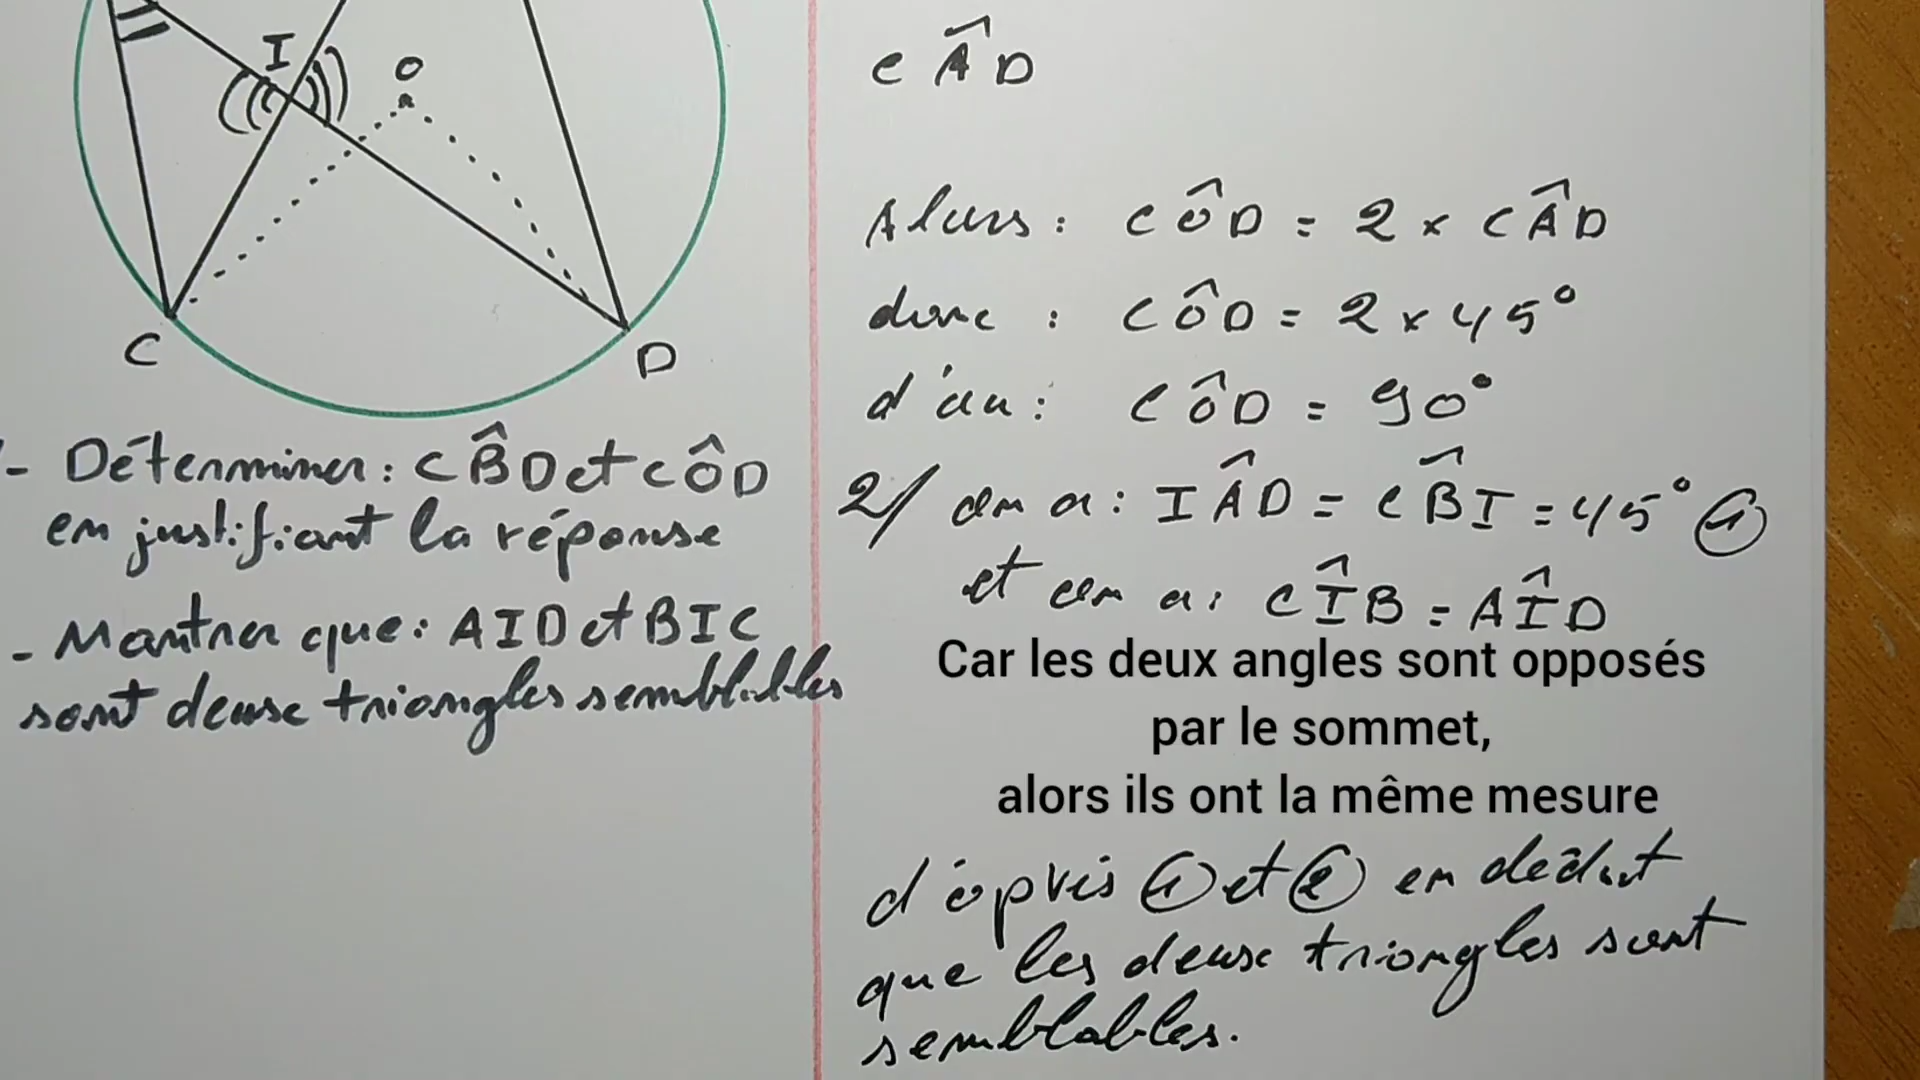 I
O
C
D
- Déterminer : CB̂D et CÔD
en justifiant la réponse
- Montrer que : AID et BIC
sont deux triangles semblables
CÂD
Alors : CÔD = 2 × CÂD
donc : CÔD = 2 × 45°
d'où : CÔD = 90°
2/ on a : IÂD = CB̂I = 45° ①
et on a : CÎB = AÎD
Car les deux angles sont opposés
par le sommet,
alors ils ont la même mesure
d'après ① et ② en déduit
que les deux triangles sont
semblables.